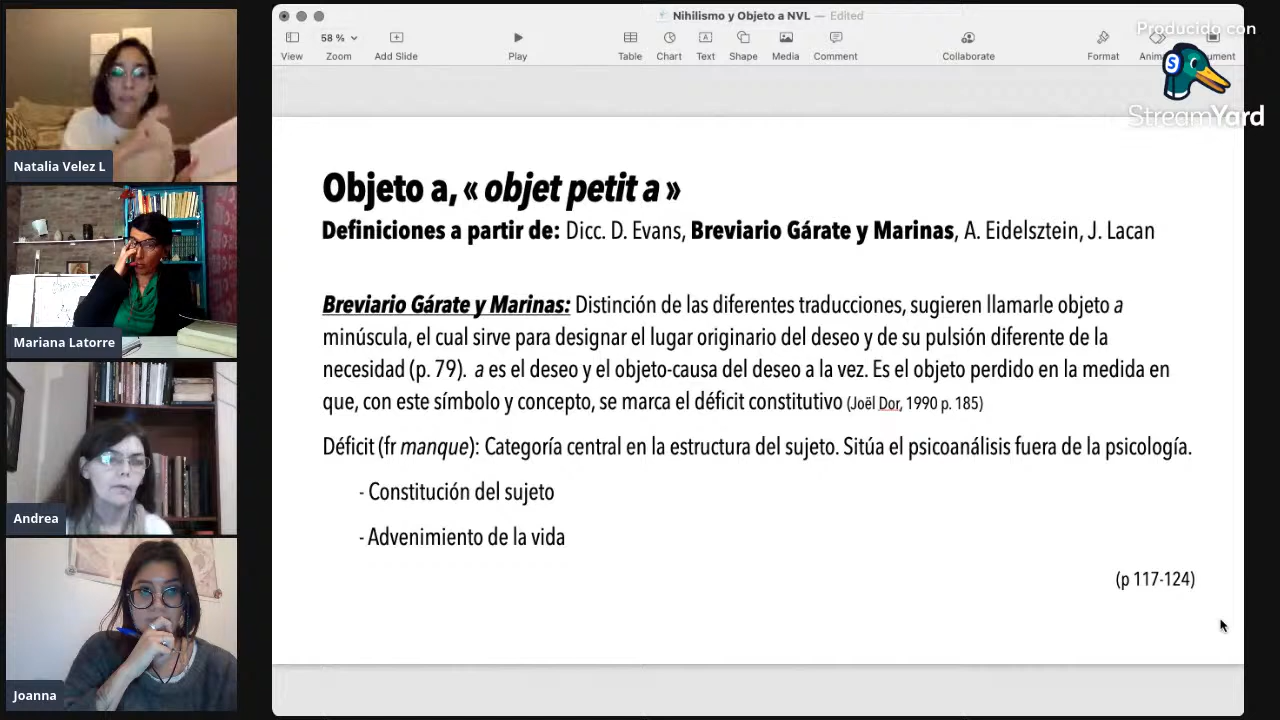 Nihilismo y Objeto a NVL — Edited
View
58 %
Zoom
Add Slide
Play
Table
Chart
Text
Shape
Media
Comment
Collaborate
Format
Producido con
StreamYard
Natalia Velez L
Mariana Latorre
Andrea
Joanna
Objeto a, « objet petit a »
Definiciones a partir de: Dicc. D. Evans, Breviario Gárate y Marinas, A. Eidelsztein, J. Lacan
Breviario Gárate y Marinas: Distinción de las diferentes traducciones, sugieren llamarle objeto a
minúscula, el cual sirve para designar el lugar originario del deseo y de su pulsión diferente de la
necesidad (p. 79). a es el deseo y el objeto-causa del deseo a la vez. Es el objeto perdido en la medida en
que, con este símbolo y concepto, se marca el déficit constitutivo (Joël Dor, 1990 p. 185)
Déficit (fr manque): Categoría central en la estructura del sujeto. Sitúa el psicoanálisis fuera de la psicología.
- Constitución del sujeto
- Advenimiento de la vida
(p 117-124)